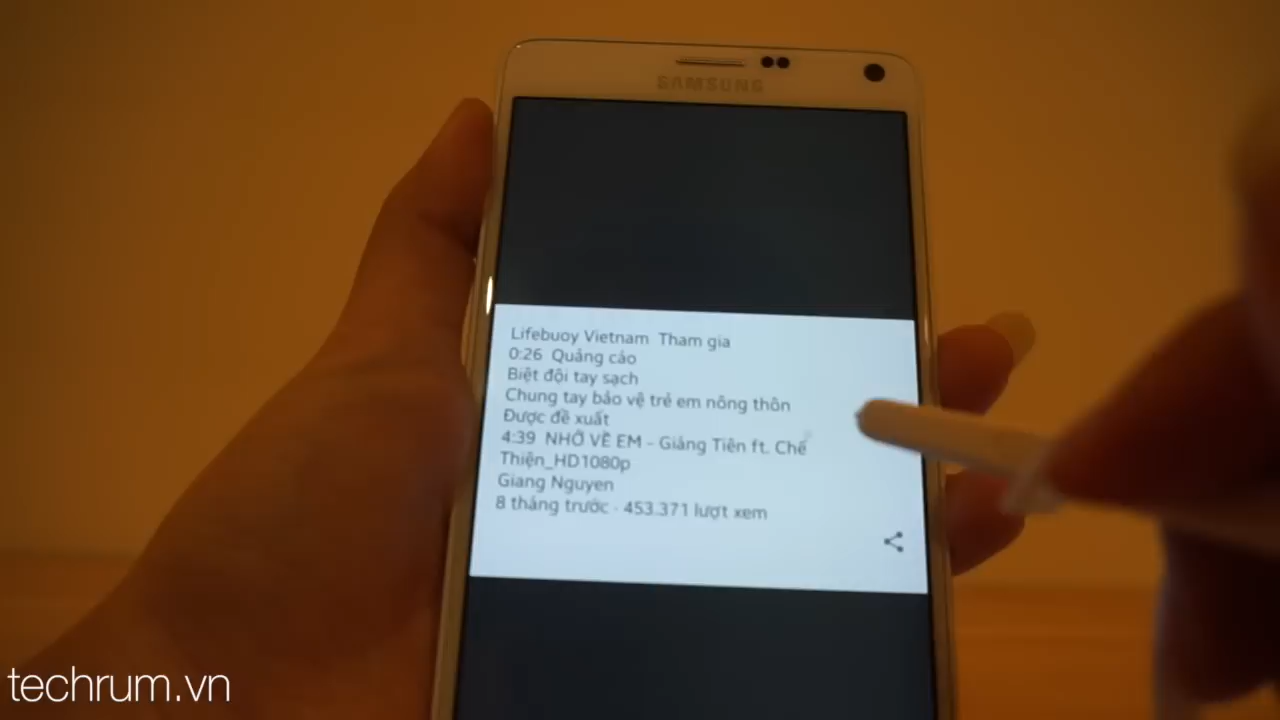 SAMSUNG
Lifebuoy Vietnam Tham gia
0:26 Quảng cáo
Biệt đội tay sạch
Chung tay bảo vệ trẻ em nông thôn
Được đề xuất
4:39 NHỚ VỀ EM - Giáng Tiên ft. Chế
Thiện_HD1080p
Giang Nguyen
8 tháng trước - 453.371 lượt xem
techrum.vn